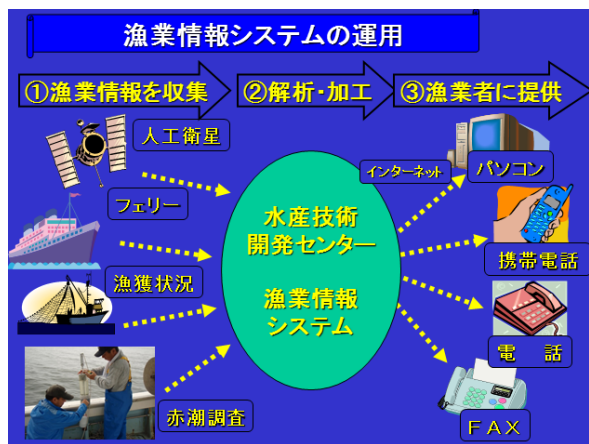 漁業情報システムの運用
①漁業情報を収集
②解析・加工
③漁業者に提供
人工衛星
フェリー
漁獲状況
赤潮調査
水産技術
開発センター
漁業情報
システム
インターネット
パソコン
携帯電話
電　話
ＦＡＸ